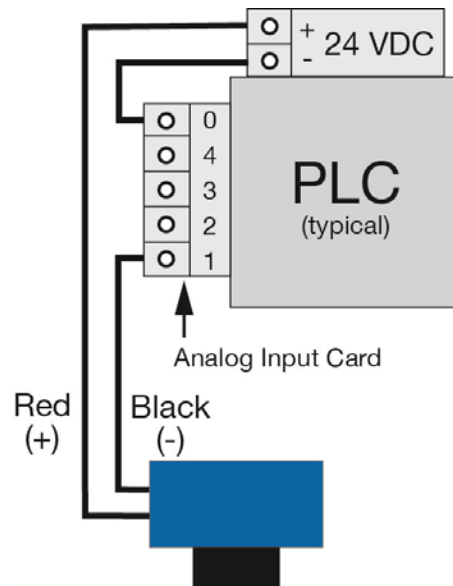 +
- 24 VDC
0
4
3
2
1
PLC
(typical)
Analog Input Card
Red
(+)
Black
(-)